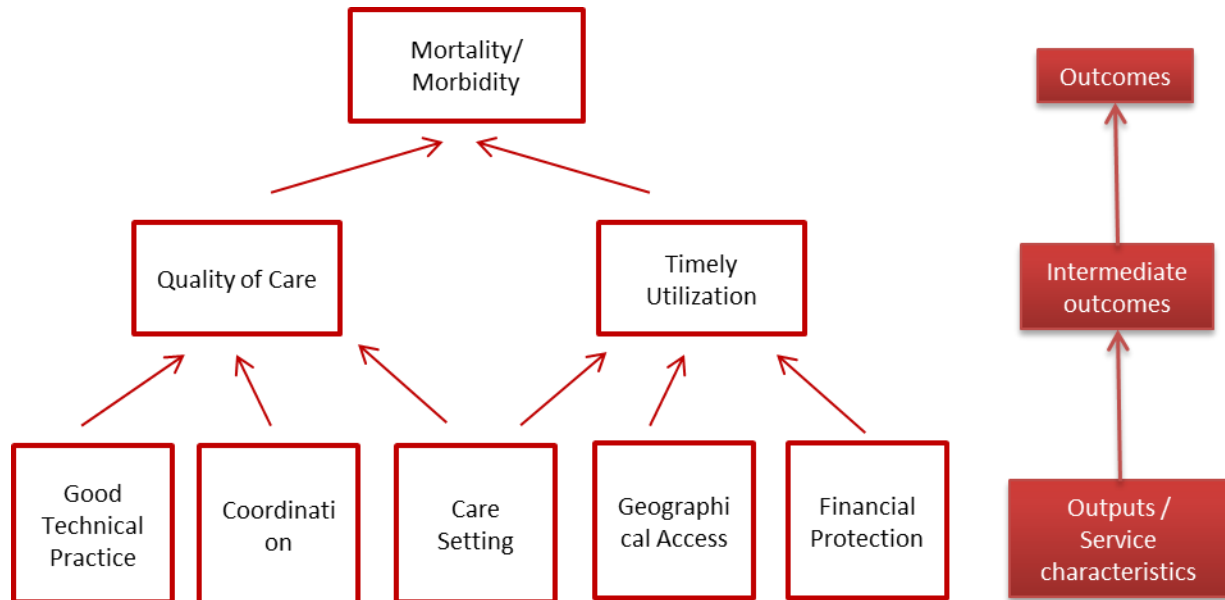 Mortality/
Morbidity
Outcomes
Quality of Care
Timely
Utilization
Intermediate
outcomes
Good
Technical
Practice
Coordinati
on
Care
Setting
Geographi
cal Access
Financial
Protection
Outputs /
Service
characteristics